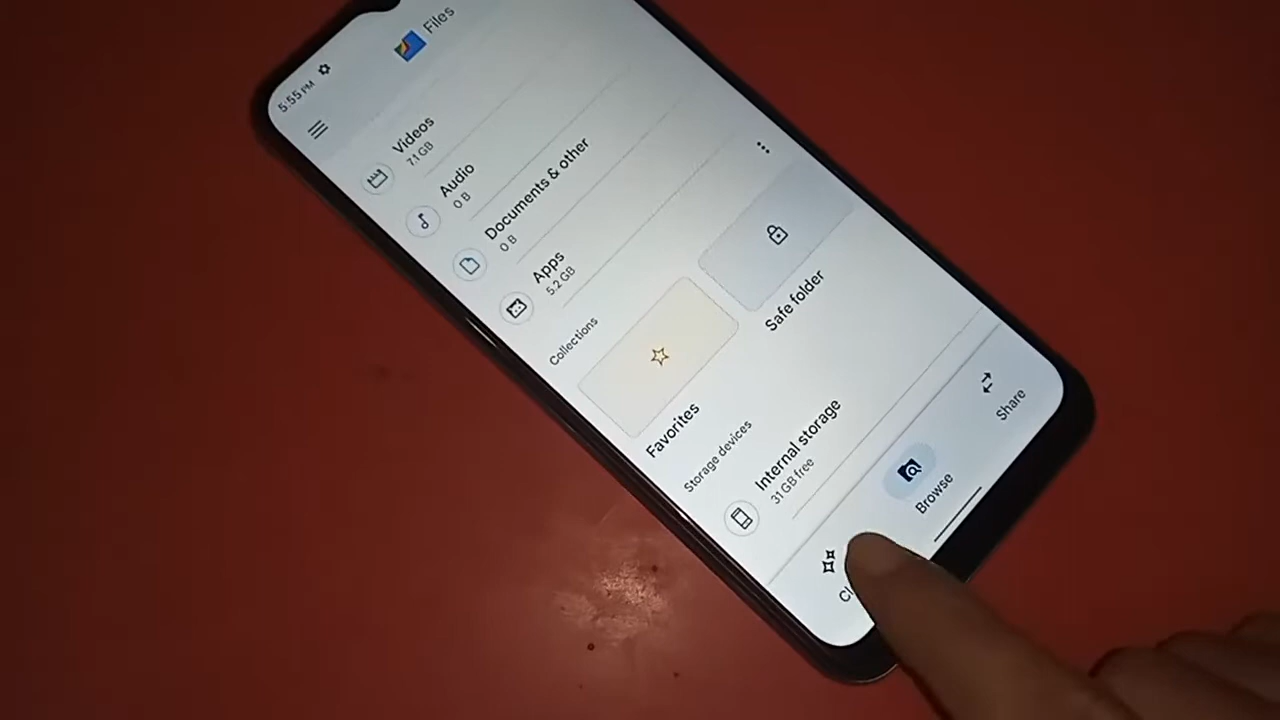 5:55 PM
Files
Videos
7.1 GB
Audio
0 B
Documents & other
0 B
Apps
5.2 GB
Collections
Favorites
Safe folder
Storage devices
Internal storage
31 GB free
Cl
Browse
Share